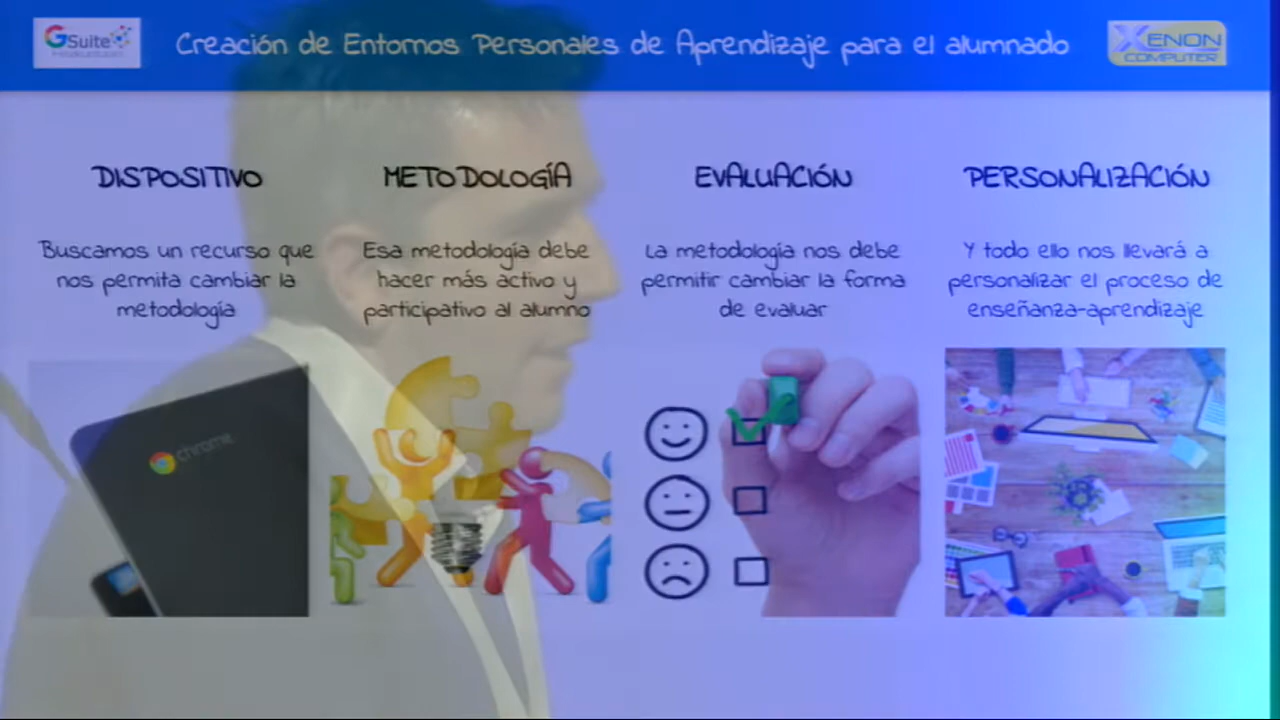 GSuite
Creación de Entornos Personales de Aprendizaje para el alumnado
XENON
COMPUTER
DISPOSITIVO
Buscamos un recurso que
nos permita cambiar la
metodología
METODOLOGÍA
Esa metodología debe
hacer más activo y
participativo al alumno
EVALUACIÓN
La metodología nos debe
permitir cambiar la forma
de evaluar
PERSONALIZACIÓN
Y todo ello nos llevará a
personalizar el proceso de
enseñanza-aprendizaje
chrome